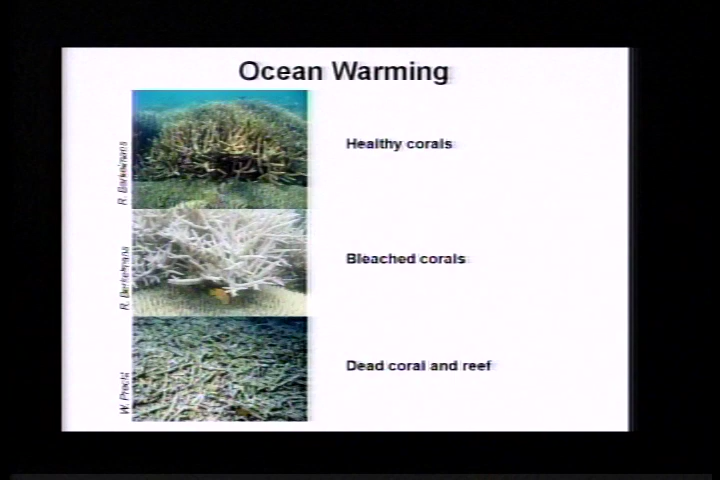 Ocean Warming
R. Berkelmans
Healthy corals
R. Berkelmans
Bleached corals
W. Precht
Dead coral and reef